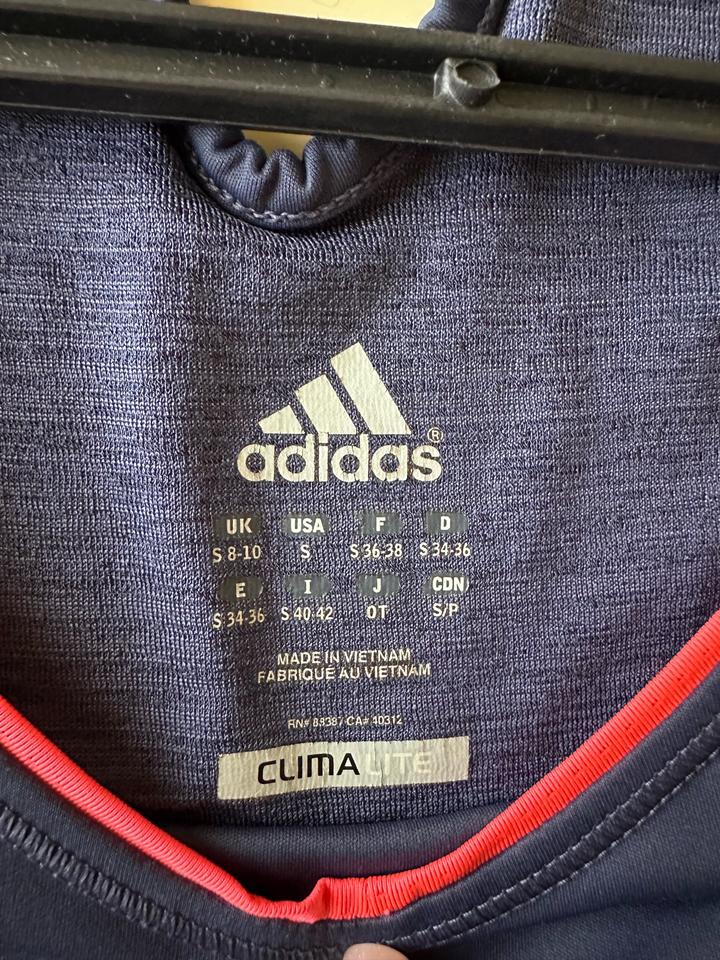 adidas®
UK USA F D
S 8-10 S S 36-38 S 34-36
E I J CDN
S 34-36 S 40-42 OT S/P
MADE IN VIETNAM
FABRIQUÉ AU VIETNAM
RN# 88387 CA# 40312
CLIMALITE